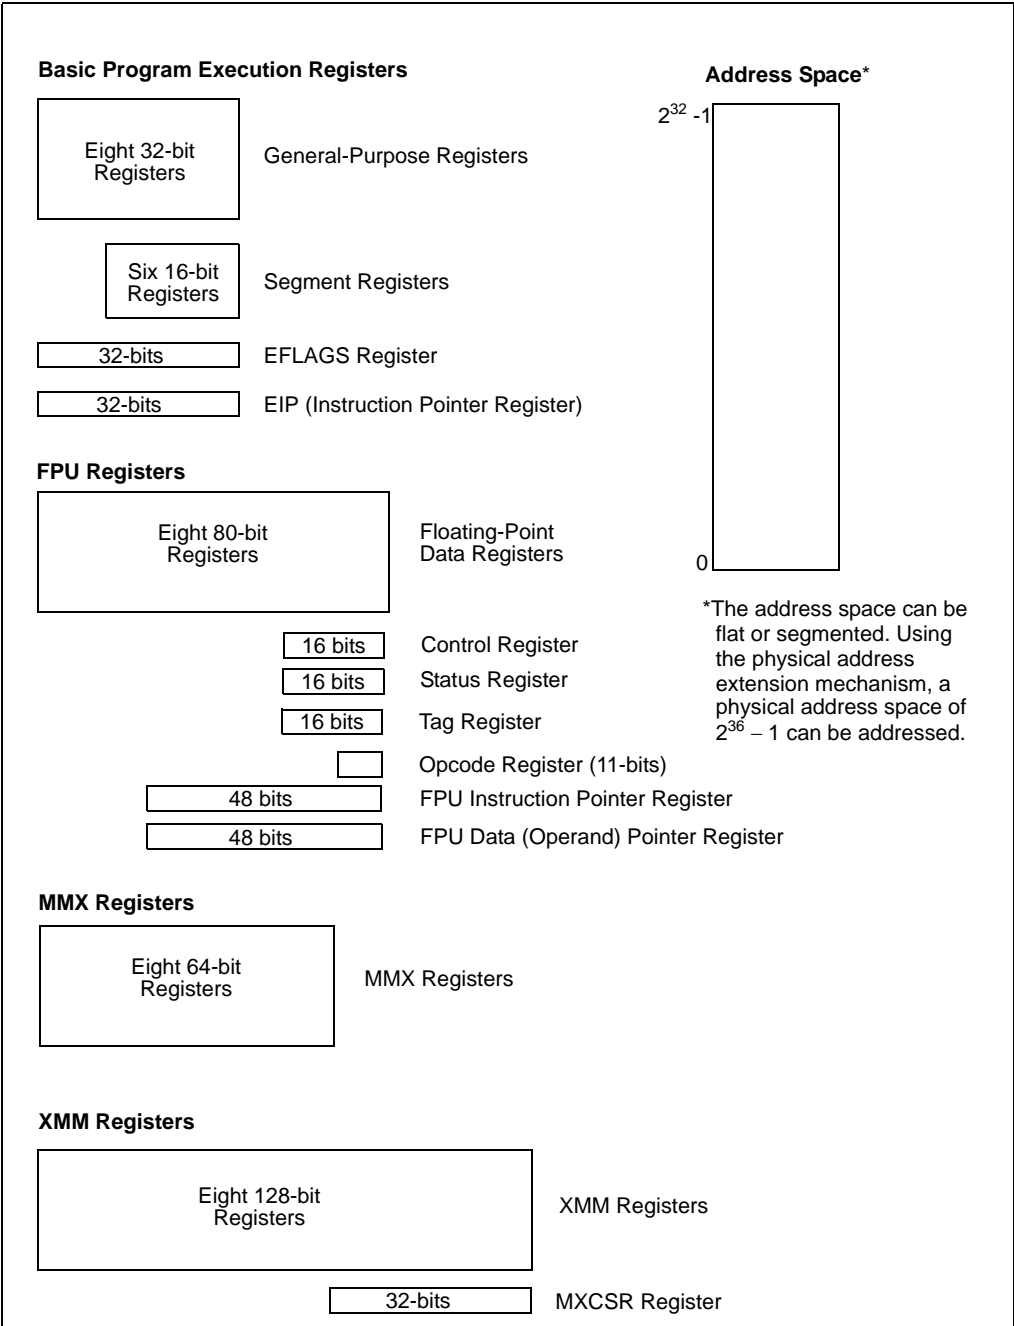 Basic Program Execution Registers
Eight 32-bit
Registers
General-Purpose Registers
Six 16-bit
Registers
Segment Registers
32-bits
EFLAGS Register
32-bits
EIP (Instruction Pointer Register)
Address Space*
2^32 -1
0
*The address space can be
flat or segmented. Using
the physical address
extension mechanism, a
physical address space of
2^36 – 1 can be addressed.
FPU Registers
Eight 80-bit
Registers
Floating-Point
Data Registers
16 bits
Control Register
16 bits
Status Register
16 bits
Tag Register
Opcode Register (11-bits)
48 bits
FPU Instruction Pointer Register
48 bits
FPU Data (Operand) Pointer Register
MMX Registers
Eight 64-bit
Registers
MMX Registers
XMM Registers
Eight 128-bit
Registers
XMM Registers
32-bits
MXCSR Register